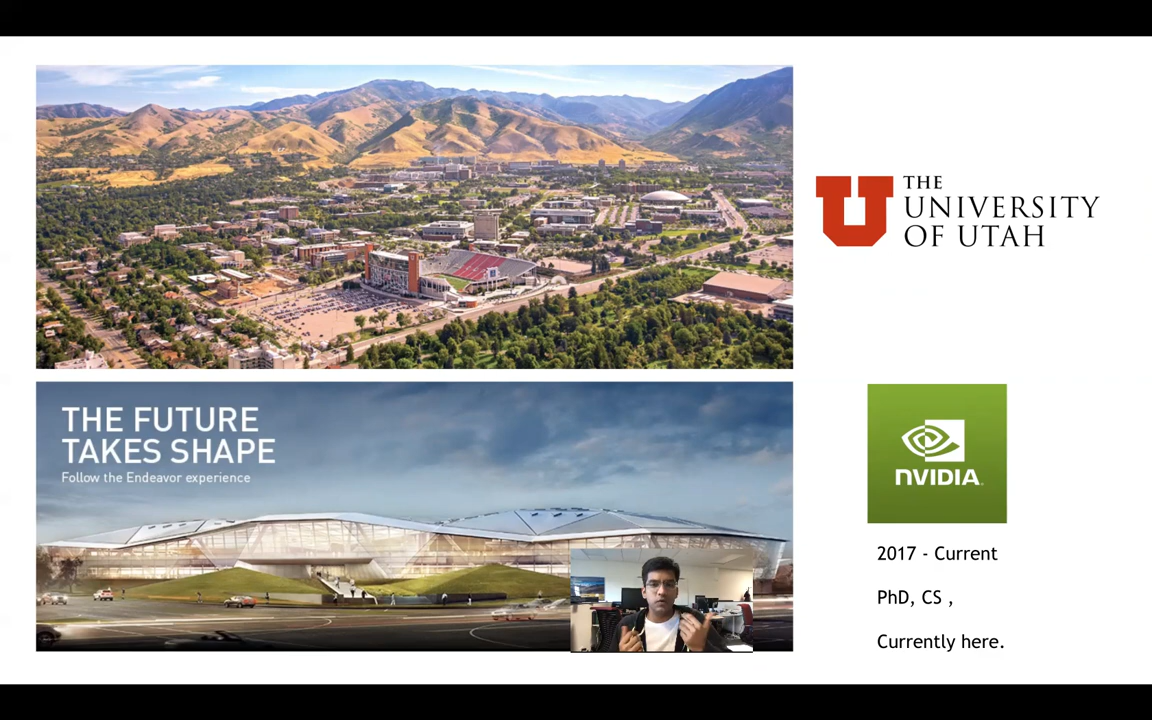 THE
UNIVERSITY
OF UTAH
THE FUTURE
TAKES SHAPE
Follow the Endeavor experience
NVIDIA
2017 - Current
PhD, CS ,
Currently here.